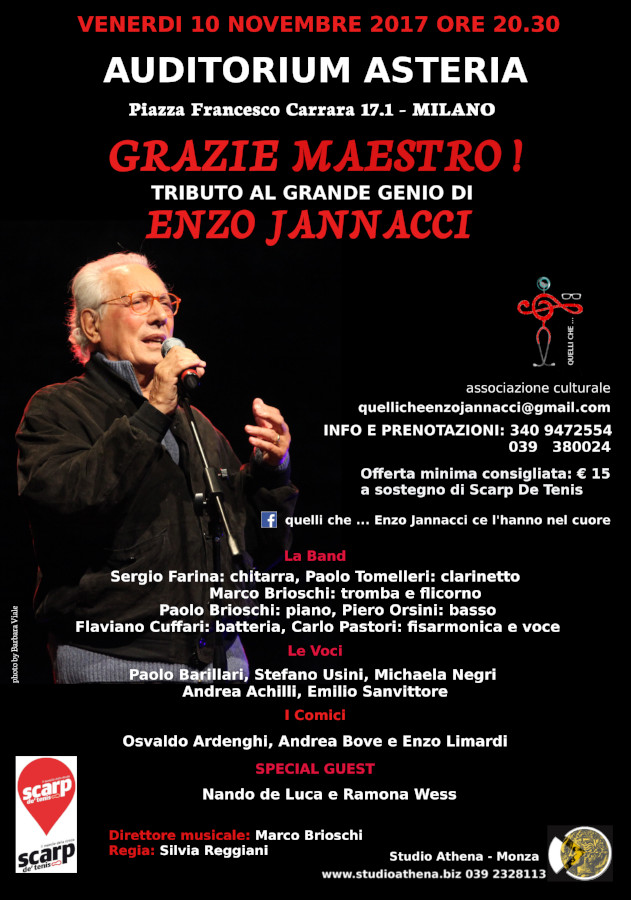 VENERDI 10 NOVEMBRE 2017 ORE 20.30
AUDITORIUM ASTERIA
Piazza Francesco Carrara 17.1 - MILANO
GRAZIE MAESTRO !
TRIBUTO AL GRANDE GENIO DI
ENZO JANNACCI
QUELLI CHE ...
associazione culturale
quellicheenzojannacci@gmail.com
INFO E PRENOTAZIONI: 340 9472554
039 380024
Offerta minima consigliata: € 15
a sostegno di Scarp De Tenis
f quelli che ... Enzo Jannacci ce l'hanno nel cuore
La Band
Sergio Farina: chitarra, Paolo Tomelleri: clarinetto
Marco Brioschi: tromba e flicorno
Paolo Brioschi: piano, Piero Orsini: basso
Flaviano Cuffari: batteria, Carlo Pastori: fisarmonica e voce
Le Voci
Paolo Barillari, Stefano Usini, Michaela Negri
Andrea Achilli, Emilio Sanvittore
I Comici
Osvaldo Ardenghi, Andrea Bove e Enzo Limardi
SPECIAL GUEST
Nando de Luca e Ramona Wess
photo by Barbara Viale
scarp
de' tenis
scarp
de' tenis
Direttore musicale: Marco Brioschi
Regia: Silvia Reggiani
Studio Athena - Monza
www.studioathena.biz 039 2328113